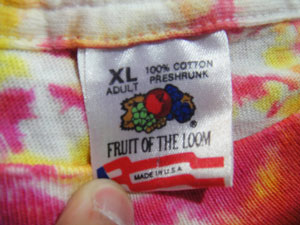 XL 100% COTTON
ADULT PRESHRUNK
®
FRUIT OF THE LOOM
MADE IN U.S.A.